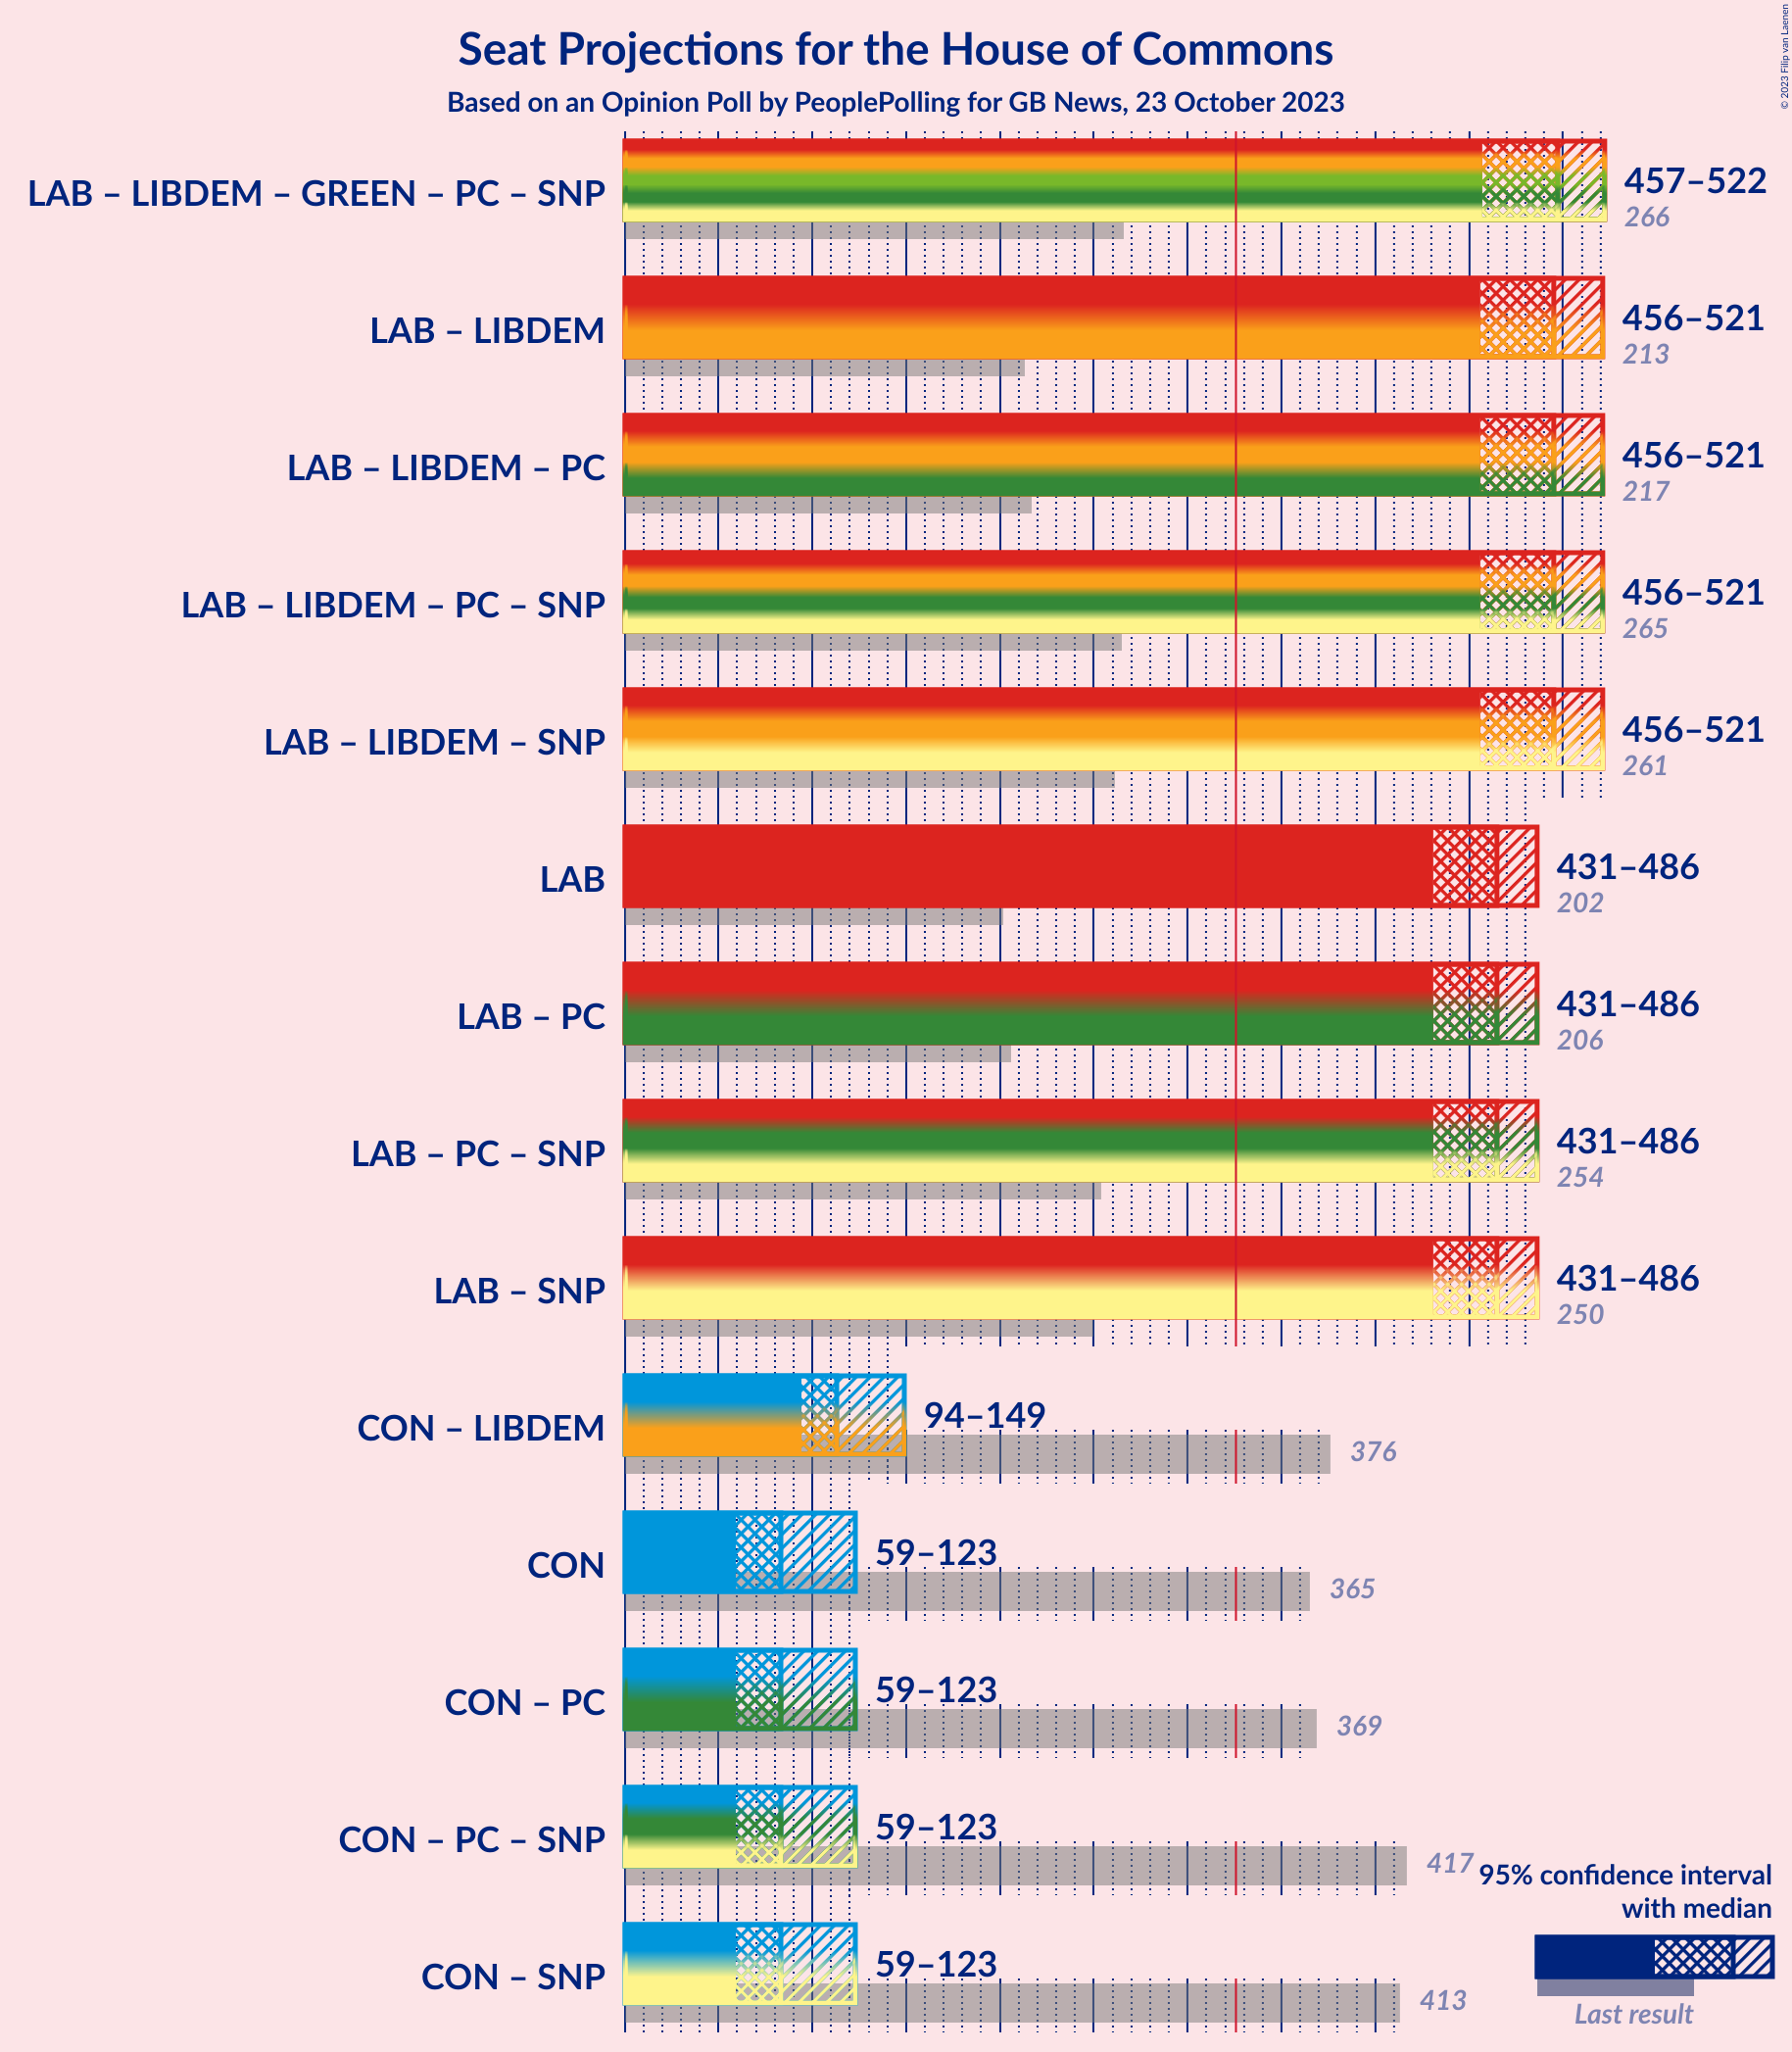 Seat Projections for the House of Commons
Based on an Opinion Poll by PeoplePolling for GB News, 23 October 2023
© 2023 Filip van Laenen
LAB – LIBDEM – GREEN – PC – SNP
457–522
266
LAB – LIBDEM
456–521
213
LAB – LIBDEM – PC
456–521
217
LAB – LIBDEM – PC – SNP
456–521
265
LAB – LIBDEM – SNP
456–521
261
LAB
431–486
202
LAB – PC
431–486
206
LAB – PC – SNP
431–486
254
LAB – SNP
431–486
250
CON – LIBDEM
94–149
376
CON
59–123
365
CON – PC
59–123
369
CON – PC – SNP
59–123
417
CON – SNP
59–123
413
95% confidence interval
with median
Last result